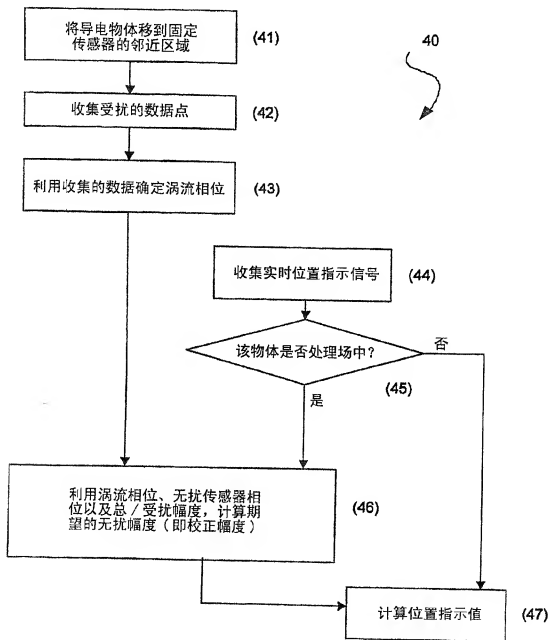 将导电物体移到固定
传感器的邻近区域
(41)
40
收集受扰的数据点
(42)
利用收集的数据确定涡流相位
(43)
收集实时位置指示信号
(44)
该物体是否处理场中?
否
(45)
是
利用涡流相位、无扰传感器相
位以及总/受扰幅度，计算期
望的无扰幅度(即校正幅度)
(46)
计算位置指示值
(47)